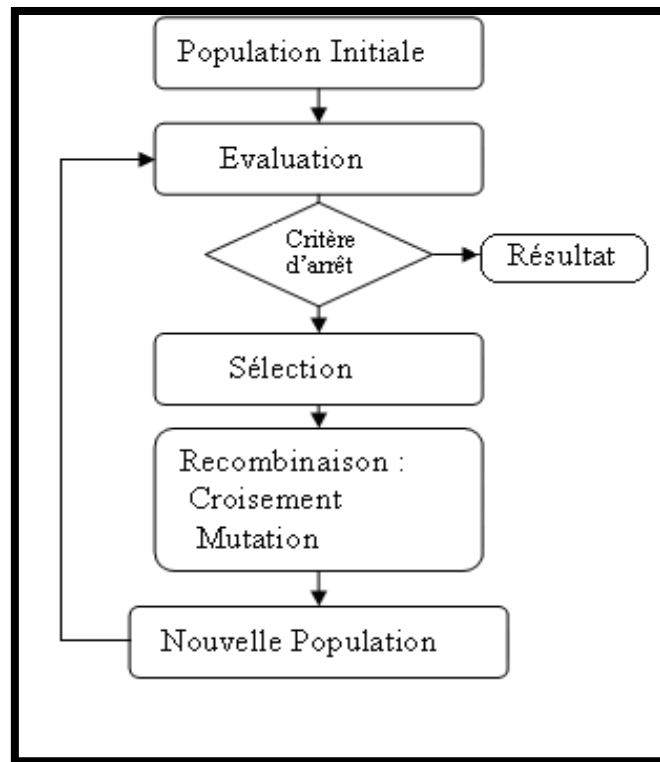 Population Initiale
Evaluation
Critère
d'arrêt
Résultat
Sélection
Recombinaison :
Croisement
Mutation
Nouvelle Population